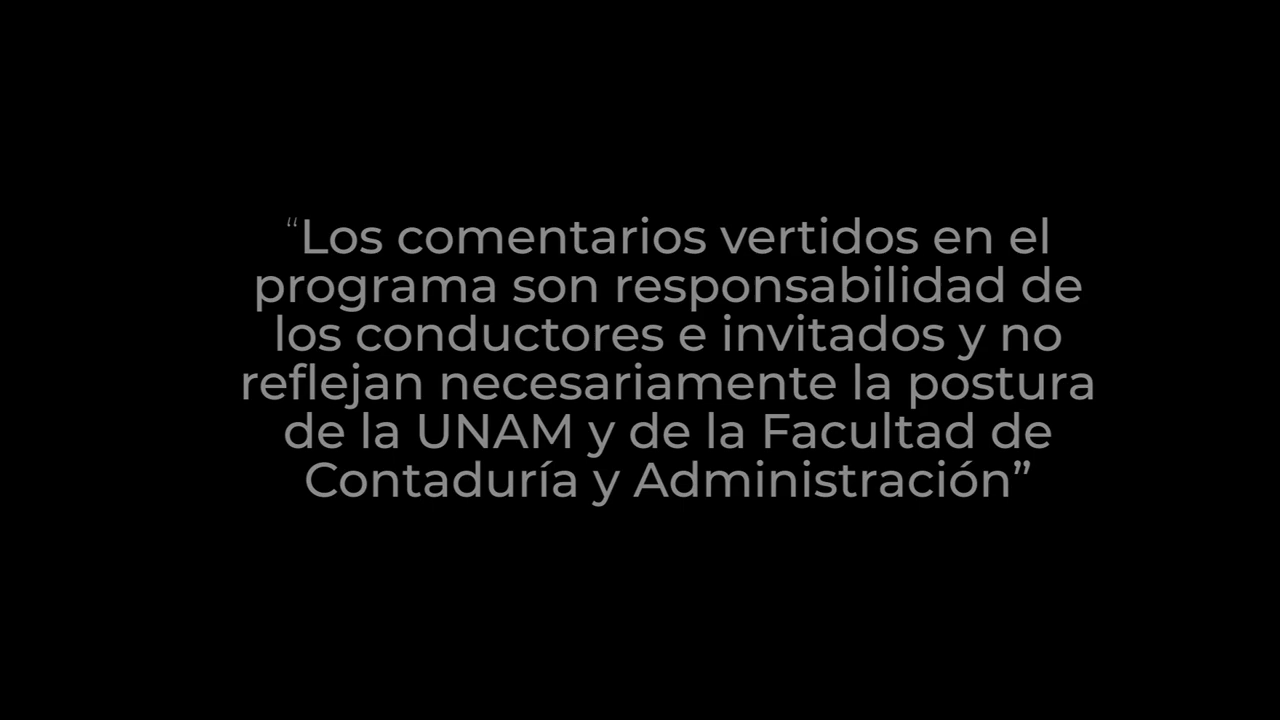 “Los comentarios vertidos en el
programa son responsabilidad de
los conductores e invitados y no
reflejan necesariamente la postura
de la UNAM y de la Facultad de
Contaduría y Administración”